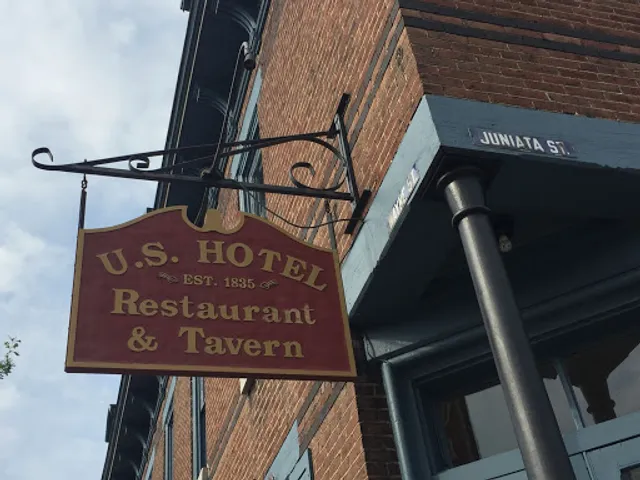 U.S. HOTEL
EST. 1835
Restaurant
& Tavern
JUNIATA ST.